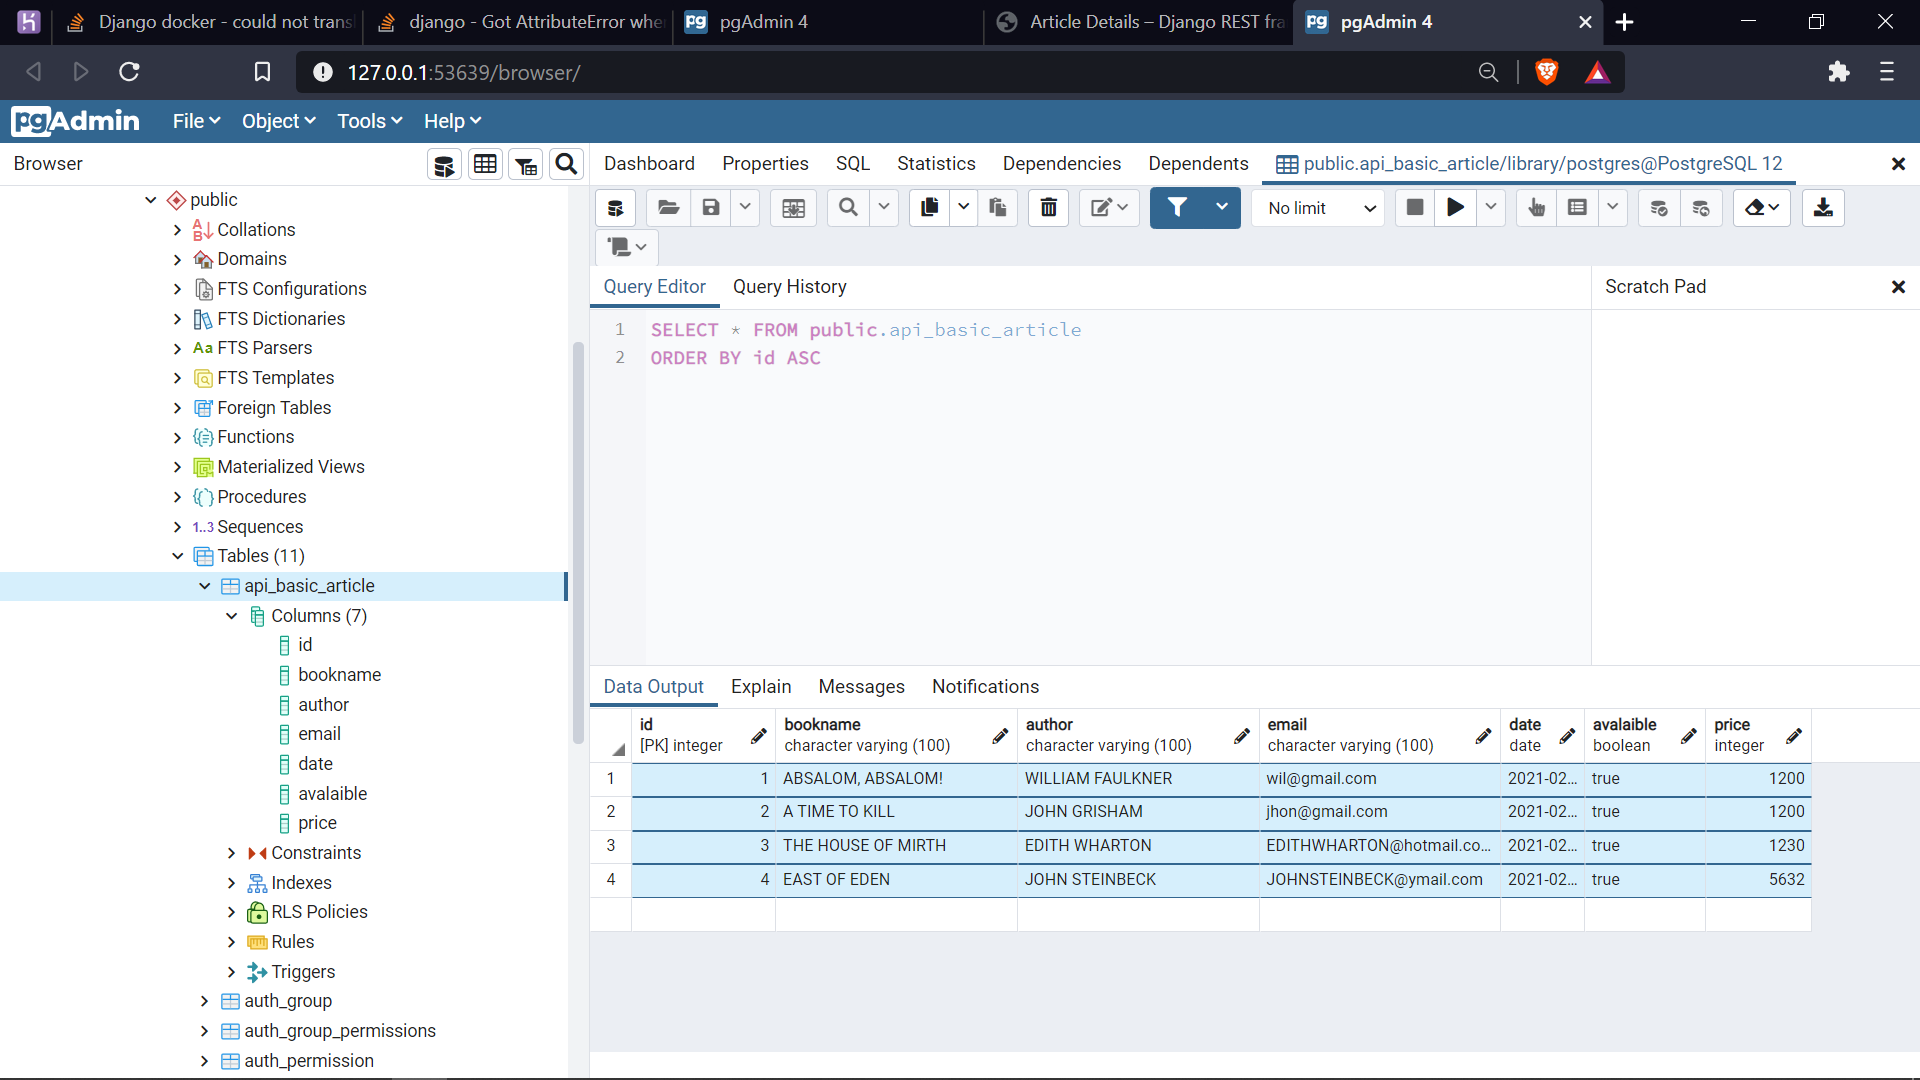 Django docker - could not trans
django - Got AttributeError whe
pgAdmin 4
Article Details – Django REST fra
pgAdmin 4
127.0.0.1:53639/browser/
pgAdmin
File
Object
Tools
Help
Browser
Dashboard
Properties
SQL
Statistics
Dependencies
Dependents
public.api_basic_article/library/postgres@PostgreSQL 12
No limit
Query Editor
Query History
Scratch Pad
1 SELECT * FROM public.api_basic_article
2 ORDER BY id ASC
public
Collations
Domains
FTS Configurations
FTS Dictionaries
Aa FTS Parsers
FTS Templates
Foreign Tables
Functions
Materialized Views
Procedures
1..3 Sequences
Tables (11)
api_basic_article
Columns (7)
id
bookname
author
email
date
avalaible
price
Constraints
Indexes
RLS Policies
Rules
Triggers
auth_group
auth_group_permissions
auth_permission
Data Output
Explain
Messages
Notifications
id bookname author email date avalaible price
[PK] integer character varying (100) character varying (100) character varying (100) date boolean integer
1 1 ABSALOM, ABSALOM! WILLIAM FAULKNER wil@gmail.com 2021-02... true 1200
2 2 A TIME TO KILL JOHN GRISHAM jhon@gmail.com 2021-02... true 1200
3 3 THE HOUSE OF MIRTH EDITH WHARTON EDITHWHARTON@hotmail.co... 2021-02... true 1230
4 4 EAST OF EDEN JOHN STEINBECK JOHNSTEINBECK@ymail.com 2021-02... true 5632